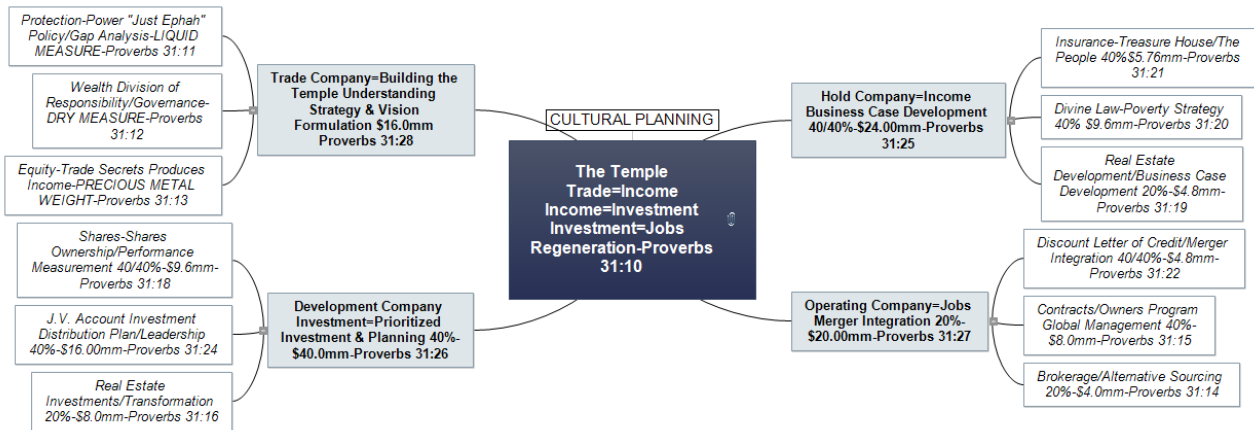 Protection-Power "Just Ephah"
Policy/Gap Analysis-LIQUID
MEASURE-Proverbs 31:11
Wealth Division of
Responsibility/Governance-
DRY MEASURE-Proverbs
31:12
Equity-Trade Secrets Produces
Income-PRECIOUS METAL
WEIGHT-Proverbs 31:13
Trade Company=Building the
Temple Understanding
Strategy & Vision
Formulation $16.0mm
Proverbs 31:28
Shares-Shares
Ownership/Performance
Measurement 40/40%-$9.6mm-
Proverbs 31:18
J.V. Account Investment
Distribution Plan/Leadership
40%-$16.00mm-Proverbs 31:24
Real Estate
Investments/Transformation
20%-$8.0mm-Proverbs 31:16
Development Company
Investment=Prioritized
Investment & Planning 40%-
$40.0mm-Proverbs 31:26
CULTURAL PLANNING
The Temple
Trade=Income
Income=Investment
Investment=Jobs
Regeneration-Proverbs
31:10
Hold Company=Income
Business Case Development
40/40%-$24.00mm-Proverbs
31:25
Insurance-Treasure House/The
People 40%$5.76mm-Proverbs
31:21
Divine Law-Poverty Strategy
40% $9.6mm-Proverbs 31:20
Real Estate
Development/Business Case
Development 20%-$4.8mm-
Proverbs 31:19
Operating Company=Jobs
Merger Integration 20%-
$20.00mm-Proverbs 31:27
Discount Letter of Credit/Merger
Integration 40/40%-$4.8mm-
Proverbs 31:22
Contracts/Owners Program
Global Management 40%-
$8.0mm-Proverbs 31:15
Brokerage/Alternative Sourcing
20%-$4.0mm-Proverbs 31:14